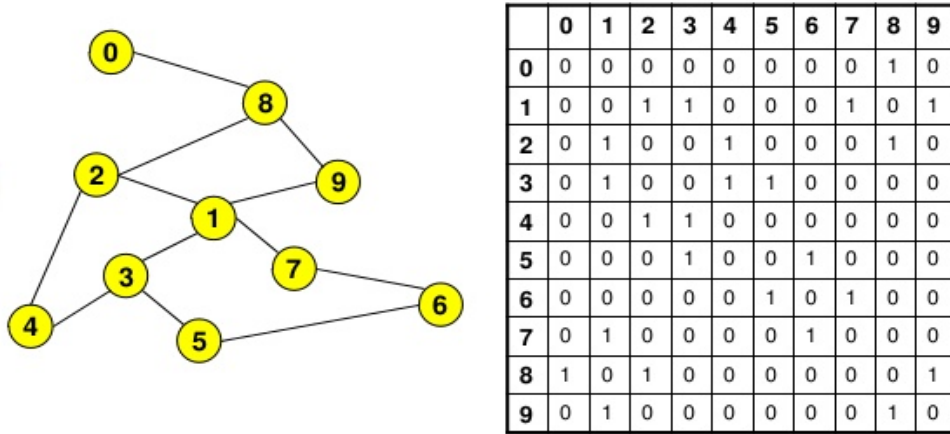 0
8
2
9
1
3
7
6
4
5
0 1 2 3 4 5 6 7 8 9
0 0 0 0 0 0 0 0 0 1 0
1 0 0 1 1 0 0 0 1 0 1
2 0 1 0 0 1 0 0 0 1 0
3 0 1 0 0 1 1 0 0 0 0
4 0 0 1 1 0 0 0 0 0 0
5 0 0 0 1 0 0 1 0 0 0
6 0 0 0 0 0 1 0 1 0 0
7 0 1 0 0 0 0 1 0 0 0
8 1 0 1 0 0 0 0 0 0 1
9 0 1 0 0 0 0 0 0 1 0